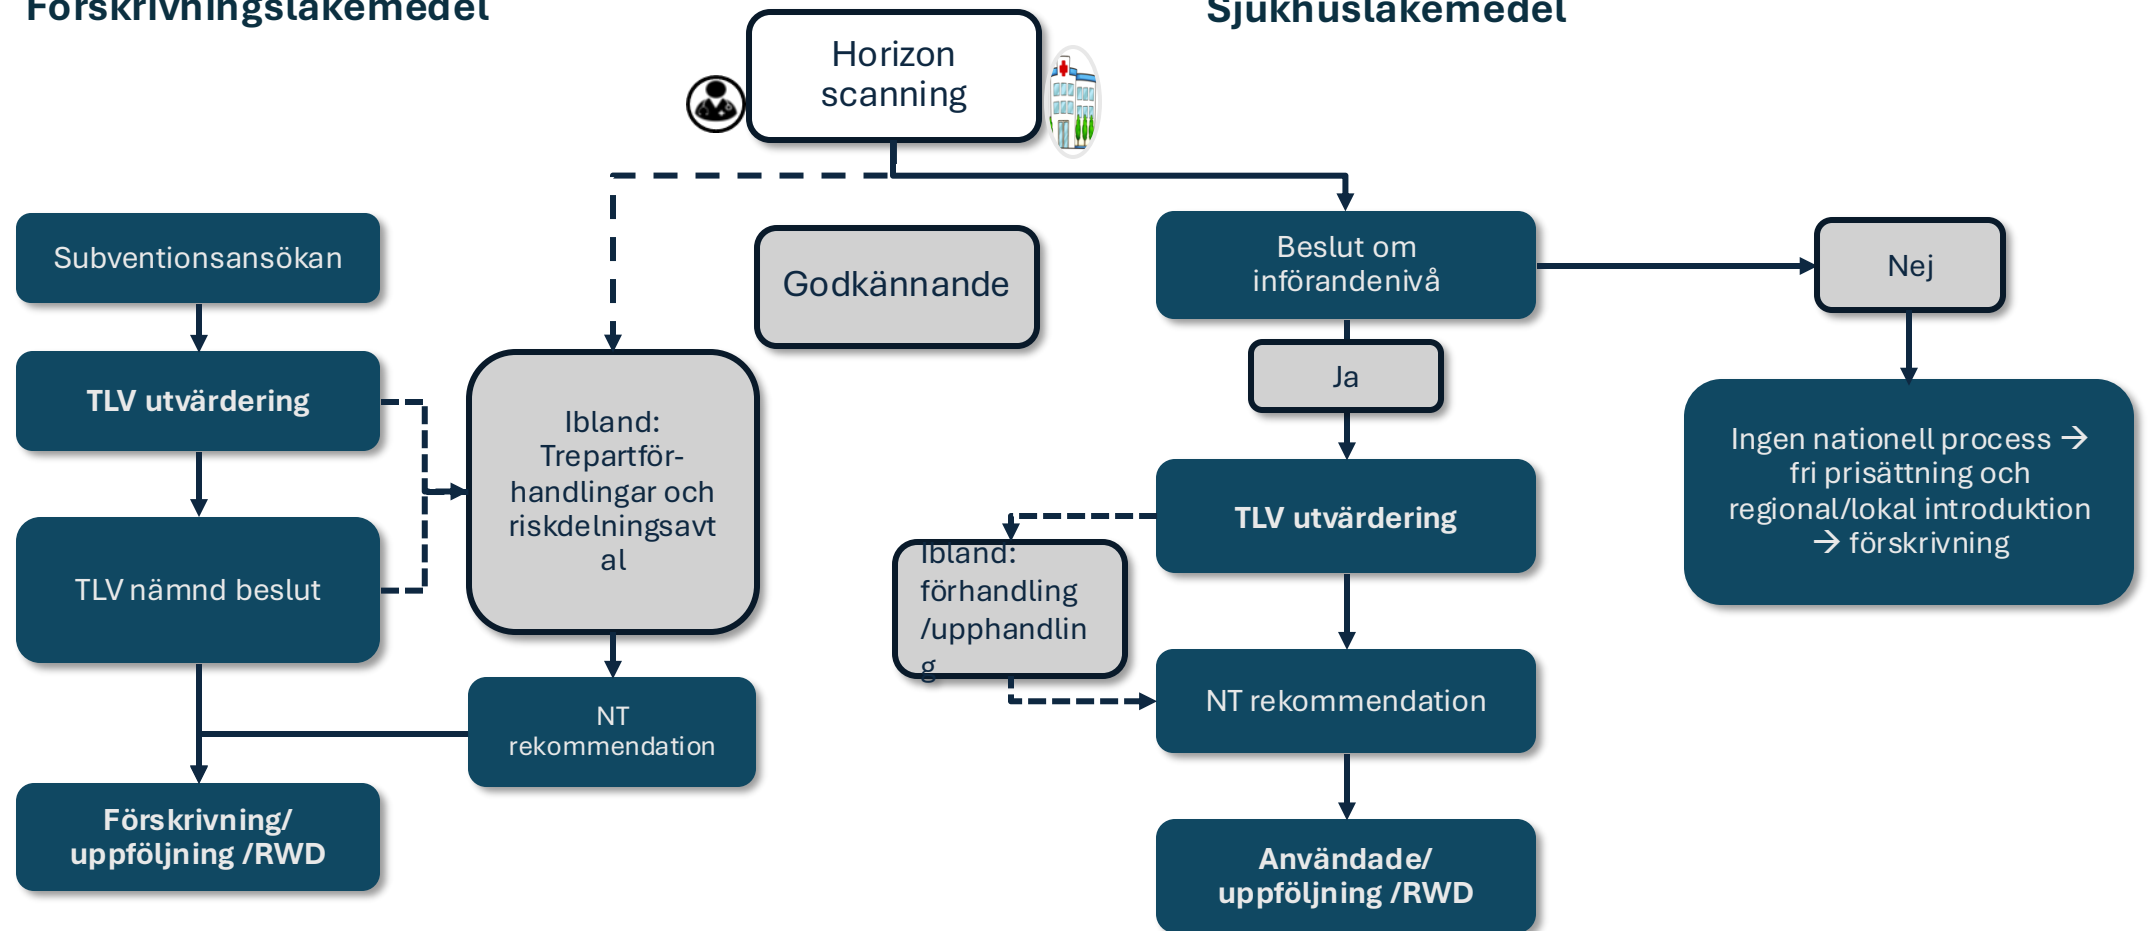 Förskrivningsläkemedel
Sjukhusläkemedel
Horizon
scanning
Subventionsansökan
TLV utvärdering
TLV nämnd beslut
Förskrivning/
uppföljning /RWD
Ibland:
Trepartför-
handlingar och
riskdelningsavt
al
NT
rekommendation
Godkännande
Beslut om
införandenivå
Ja
TLV utvärdering
Ibland:
förhandling
/upphandlin
g
NT rekommendation
Användade/
uppföljning /RWD
Nej
Ingen nationell process →
fri prisättning och
regional/lokal introduktion
→ förskrivning